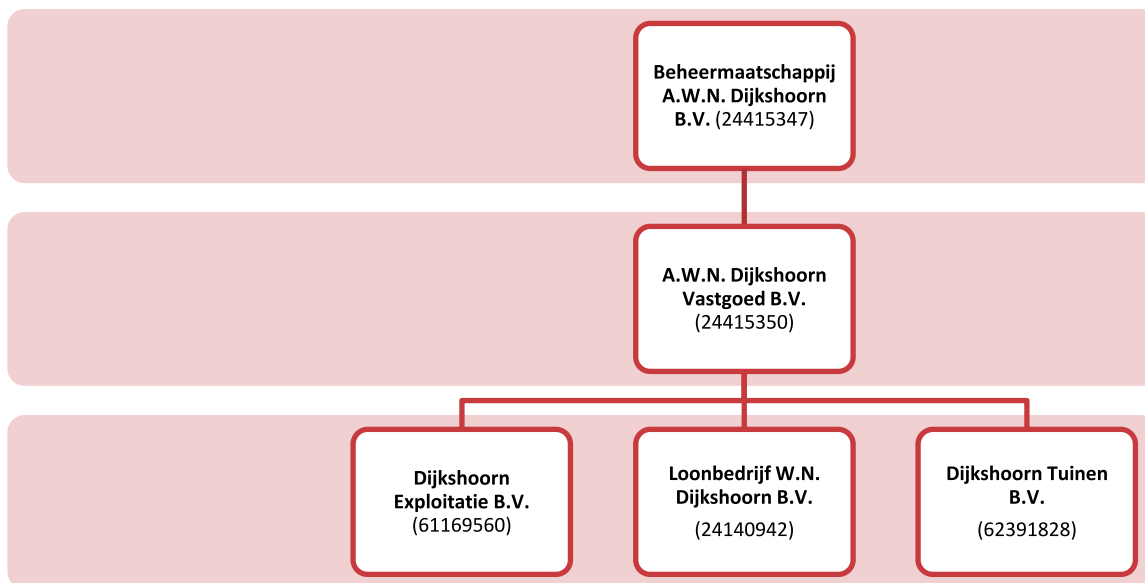 Beheermaatschappij
A.W.N. Dijkshoorn
B.V. (24415347)
A.W.N. Dijkshoorn
Vastgoed B.V.
(24415350)
Dijkshoorn
Exploitatie B.V.
(61169560)
Loonbedrijf W.N.
Dijkshoorn B.V.
(24140942)
Dijkshoorn Tuinen
B.V.
(62391828)